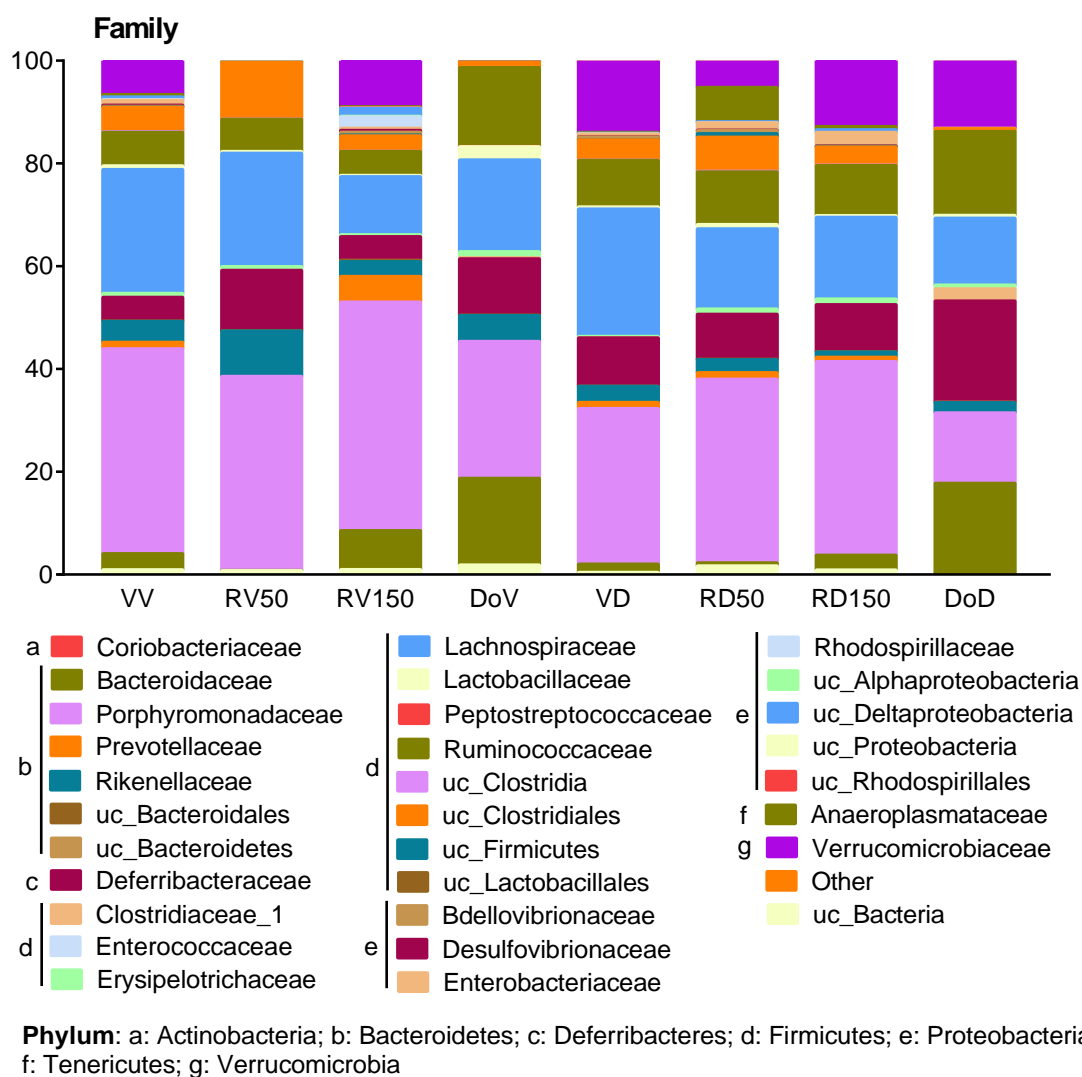 Family
100
80
60
40
20
0
VV RV50 RV150 DoV VD RD50 RD150 DoD
a Coriobacteriaceae
b
Bacteroidaceae
Porphyromonadaceae
Prevotellaceae
Rikenellaceae
uc_Bacteroidales
uc_Bacteroidetes
c Deferribacteraceae
d
Clostridiaceae_1
Enterococcaceae
Erysipelotrichaceae
d
Lachnospiraceae
Lactobacillaceae
Peptostreptococcaceae
Ruminococcaceae
uc_Clostridia
uc_Clostridiales
uc_Firmicutes
uc_Lactobacillales
e
Bdellovibrionaceae
Desulfovibrionaceae
Enterobacteriaceae
e
Rhodospirillaceae
uc_Alphaproteobacteria
uc_Deltaproteobacteria
uc_Proteobacteria
uc_Rhodospirillales
f Anaeroplasmataceae
g Verrucomicrobiaceae
Other
uc_Bacteria
Phylum: a: Actinobacteria; b: Bacteroidetes; c: Deferribacteres; d: Firmicutes; e: Proteobacteria
f: Tenericutes; g: Verrucomicrobia